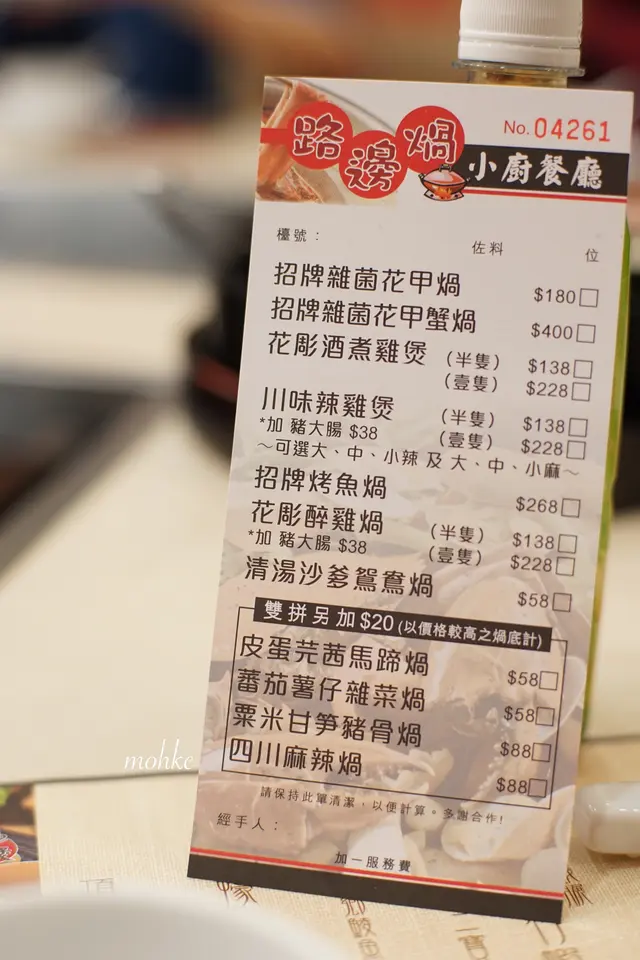 路邊煱
小廚餐廳
No. 04261
檯號：
佐料
位
招牌雜菌花甲煱 $180
招牌雜菌花甲蟹煱 $400
花彫酒煮雞煲 (半隻) $138
(壹隻) $228
川味辣雞煲 (半隻) $138
*加 豬大腸 $38 (壹隻) $228
～可選大、中、小辣 及 大、中、小麻～
招牌烤魚煱 $268
花彫醉雞煱 (半隻) $138
*加 豬大腸 $38 (壹隻) $228
清湯沙爹鴛鴦煱 $58
雙拼另加$20 (以價格較高之煱底計)
皮蛋芫茜馬蹄煱 $58
蕃茄薯仔雜菜煱 $58
粟米甘笋豬骨煱 $88
四川麻辣煱 $88
請保持此單清潔，以便計算。多謝合作!
經手人：
加一服務費
mohke